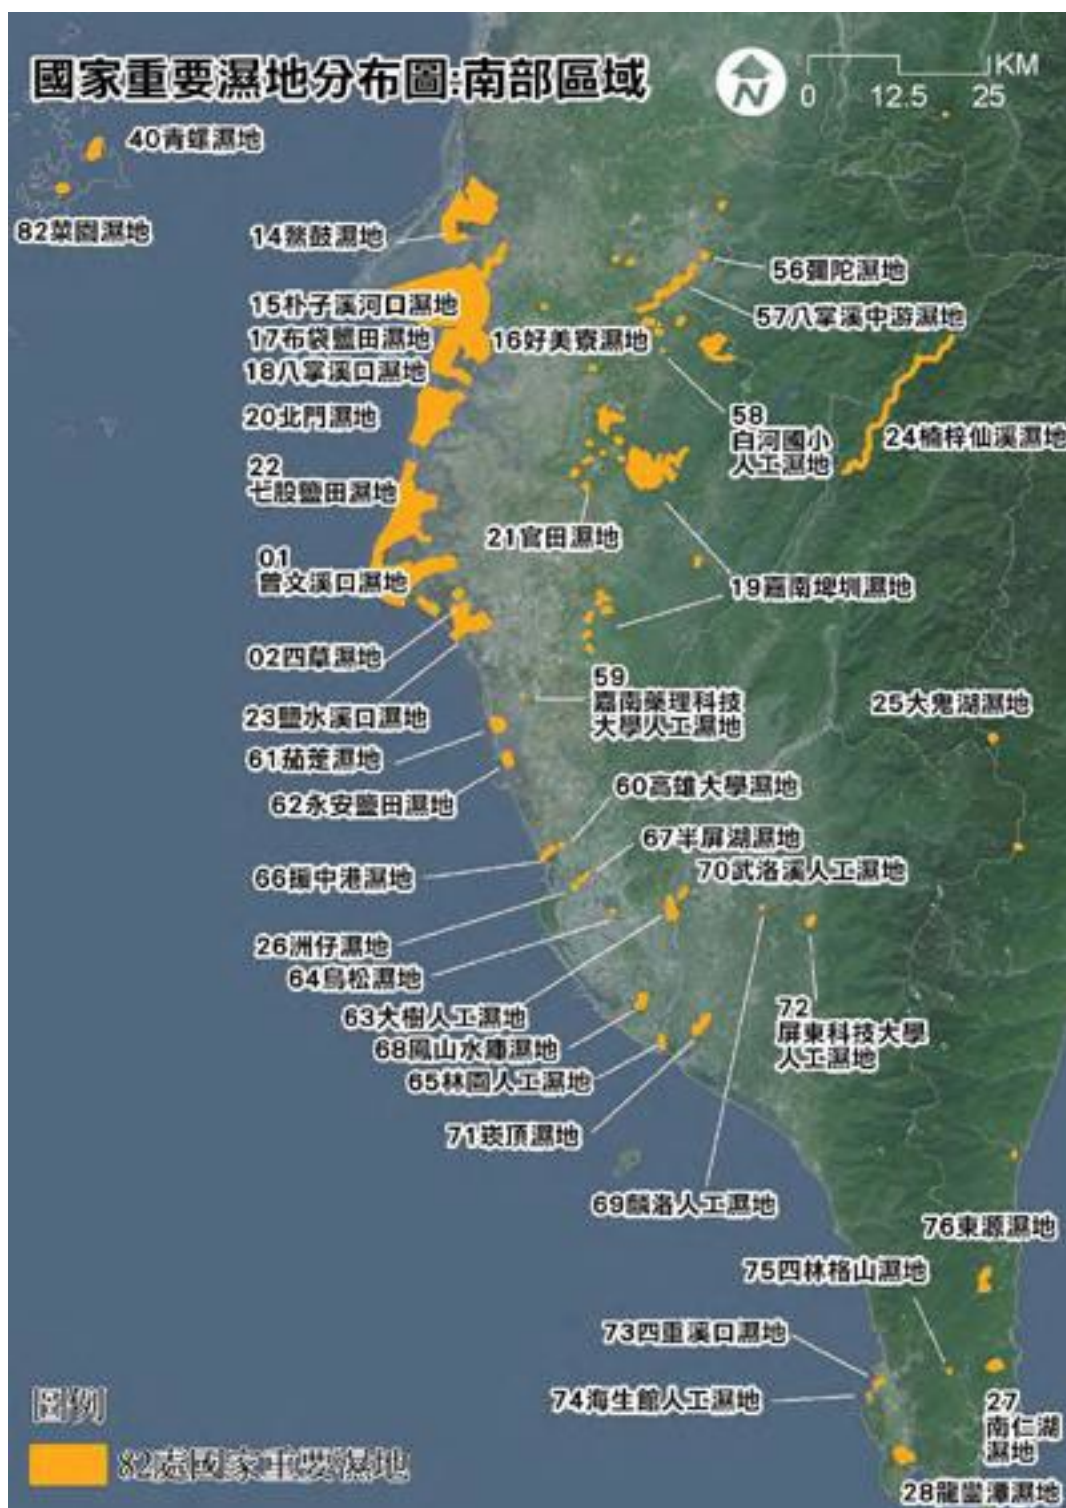 國家重要濕地分布圖:南部區域
KM
0 12.5 25
N
40青螺濕地
82菜園濕地
14鰲鼓濕地
56彌陀濕地
15朴子溪河口濕地
57八掌溪中游濕地
17布袋鹽田濕地
16好美寮濕地
18八掌溪口濕地
20北門濕地
58
白河國小
人工濕地
24楠梓仙溪濕地
22
七股鹽田濕地
21官田濕地
01
曾文溪口濕地
19嘉南埤圳濕地
02四草濕地
59
嘉南藥理科技
大學人工濕地
25大鬼湖濕地
23鹽水溪口濕地
61茄萣濕地
60高雄大學濕地
62永安鹽田濕地
67半屏湖濕地
66援中港濕地
70武洛溪人工濕地
26洲仔濕地
64鳥松濕地
63大樹人工濕地
72
屏東科技大學
人工濕地
68鳳山水庫濕地
65林園人工濕地
71崁頂濕地
69麟洛人工濕地
76東源濕地
75四林格山濕地
73四重溪口濕地
74海生館人工濕地
27
南仁湖
濕地
28龍鑾潭濕地
圖例
82處國家重要濕地